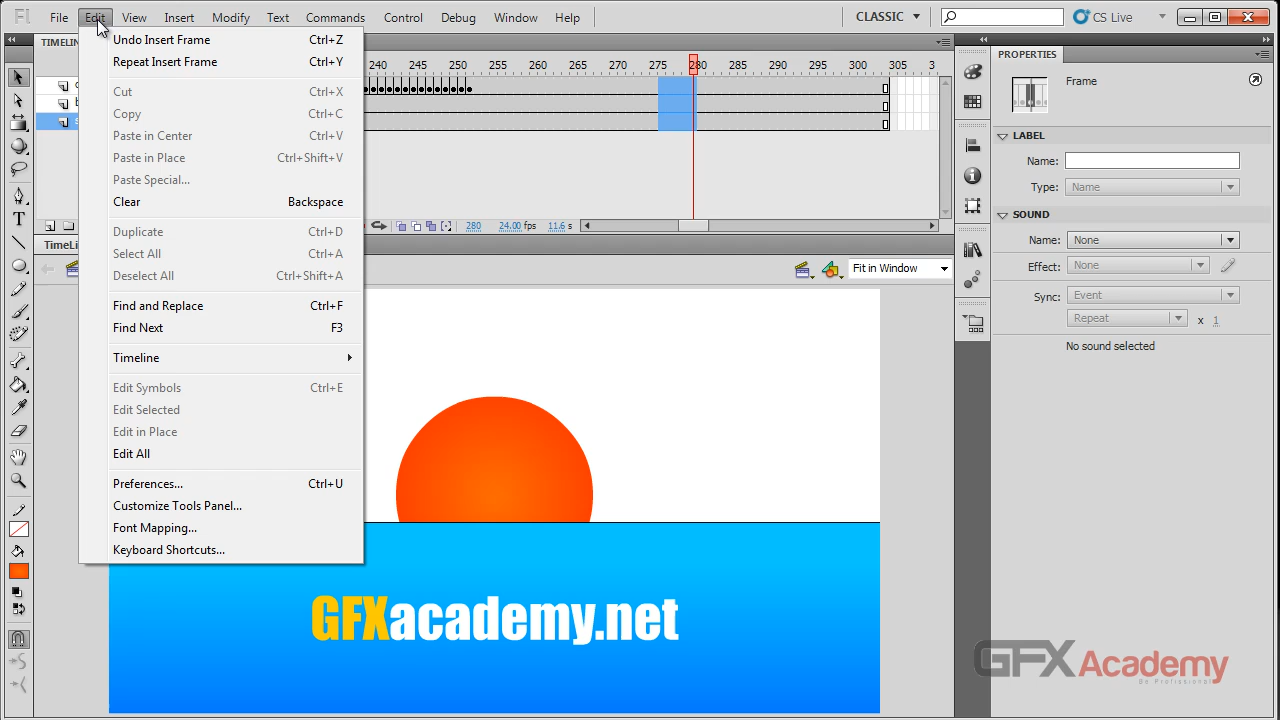 Fl File Edit View Insert Modify Text Commands Control Debug Window Help CLASSIC CS Live
TIMELIN
240 245 250 255 260 265 270 275 280 285 290 295 300 305 3
280 24.00 fps 11.6 s
TimeLi
Fit in Window
Undo Insert Frame Ctrl+Z
Repeat Insert Frame Ctrl+Y
Cut Ctrl+X
Copy Ctrl+C
Paste in Center Ctrl+V
Paste in Place Ctrl+Shift+V
Paste Special...
Clear Backspace
Duplicate Ctrl+D
Select All Ctrl+A
Deselect All Ctrl+Shift+A
Find and Replace Ctrl+F
Find Next F3
Timeline
Edit Symbols Ctrl+E
Edit Selected
Edit in Place
Edit All
Preferences... Ctrl+U
Customize Tools Panel...
Font Mapping...
Keyboard Shortcuts...
GFXacademy.net
PROPERTIES
Frame
LABEL
Name:
Type: Name
SOUND
Name: None
Effect: None
Sync: Event
Repeat x 1
No sound selected
GFX Academy
Be Professional